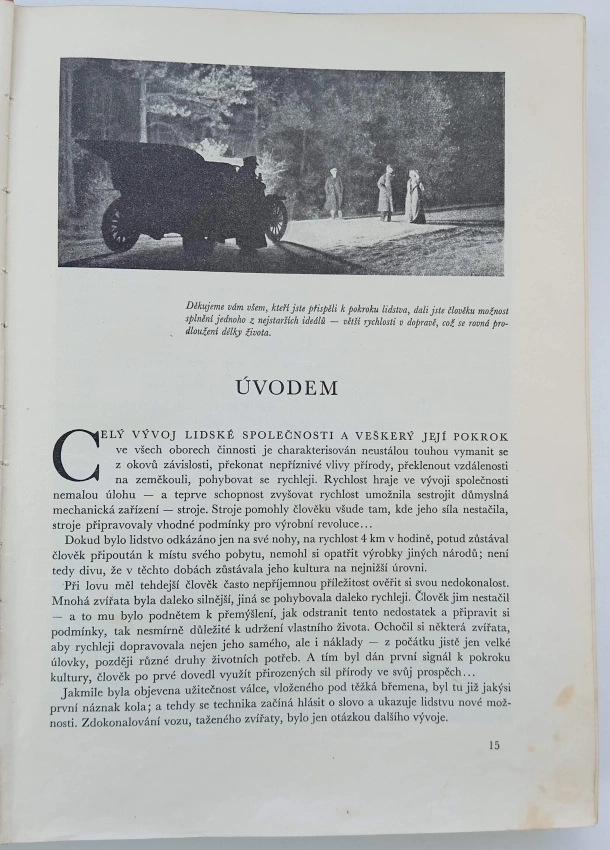 Děkujeme vám všem, kteří jste přispěli k pokroku lidstva, dali jste člověku možnost
splnění jednoho z nejstarších ideálů — větší rychlosti v dopravě, což se rovná pro-
dloužení délky života.
ÚVODEM
CELÝ VÝVOJ LIDSKÉ SPOLEČNOSTI A VEŠKERÝ JEJÍ POKROK
ve všech oborech činnosti je charakterisován neustálou touhou vymanit se
z okovů závislosti, překonat nepříznivé vlivy přírody, překlenout vzdálenosti
na zeměkouli, pohybovat se rychleji. Rychlost hraje ve vývoji společnosti
nemalou úlohu — a teprve schopnost zvyšovat rychlost umožnila sestrojit důmyslná
mechanická zařízení — stroje. Stroje pomohly člověku všude tam, kde jeho síla nestačila,
stroje připravovaly vhodné podmínky pro výrobní revoluce...
Dokud bylo lidstvo odkázáno jen na své nohy, na rychlost 4 km v hodině, potud zůstával
člověk připoután k místu svého pobytu, nemohl si opatřit výrobky jiných národů; není
tedy divu, že v těchto dobách zůstávala jeho kultura na nejnižší úrovni.
Při lovu měl tehdejší člověk často nepříjemnou příležitost ověřit si svou nedokonalost.
Mnohá zvířata byla daleko silnější, jiná se pohybovala daleko rychleji. Člověk jim nestačil
— a to mu bylo podnětem k přemýšlení, jak odstranit tento nedostatek a připravit si
podmínky, tak nesmírně důležité k udržení vlastního života. Ochočil si některá zvířata,
aby rychleji dopravovala nejen jeho samého, ale i náklady — z počátku jistě jen velké
úlovky, později různé druhy životních potřeb. A tím byl dán první signál k pokroku
kultury, člověk po prvé dovedl využít přirozených sil přírody ve svůj prospěch...
Jakmile byla objevena užitečnost válce, vloženého pod těžká břemena, byl tu již jakýsi
první náznak kola; a tehdy se technika začíná hlásit o slovo a ukazuje lidstvu nové mož-
nosti. Zdokonalování vozu, taženého zvířaty, bylo jen otázkou dalšího vývoje.
15